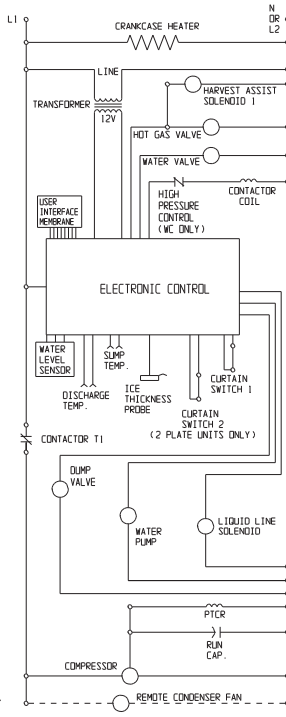 L1
N
OR
L2
CRANKCASE HEATER
LINE
TRANSFORMER
12V
HARVEST ASSIST
SOLENOID 1
HOT GAS VALVE
WATER VALVE
HIGH
PRESSURE
CONTROL
(WC ONLY)
CONTACTOR
COIL
USER
INTERFACE
MEMBRANE
ELECTRONIC CONTROL
WATER
LEVEL
SENSOR
SUMP
TEMP.
DISCHARGE
TEMP.
ICE
THICKNESS
PROBE
CURTAIN
SWITCH 1
CURTAIN
SWITCH 2
(2 PLATE UNITS ONLY)
CONTACTOR T1
DUMP
VALVE
WATER
PUMP
LIQUID LINE
SOLENOID
PTCR
RUN
CAP.
COMPRESSOR
REMOTE CONDENSER FAN